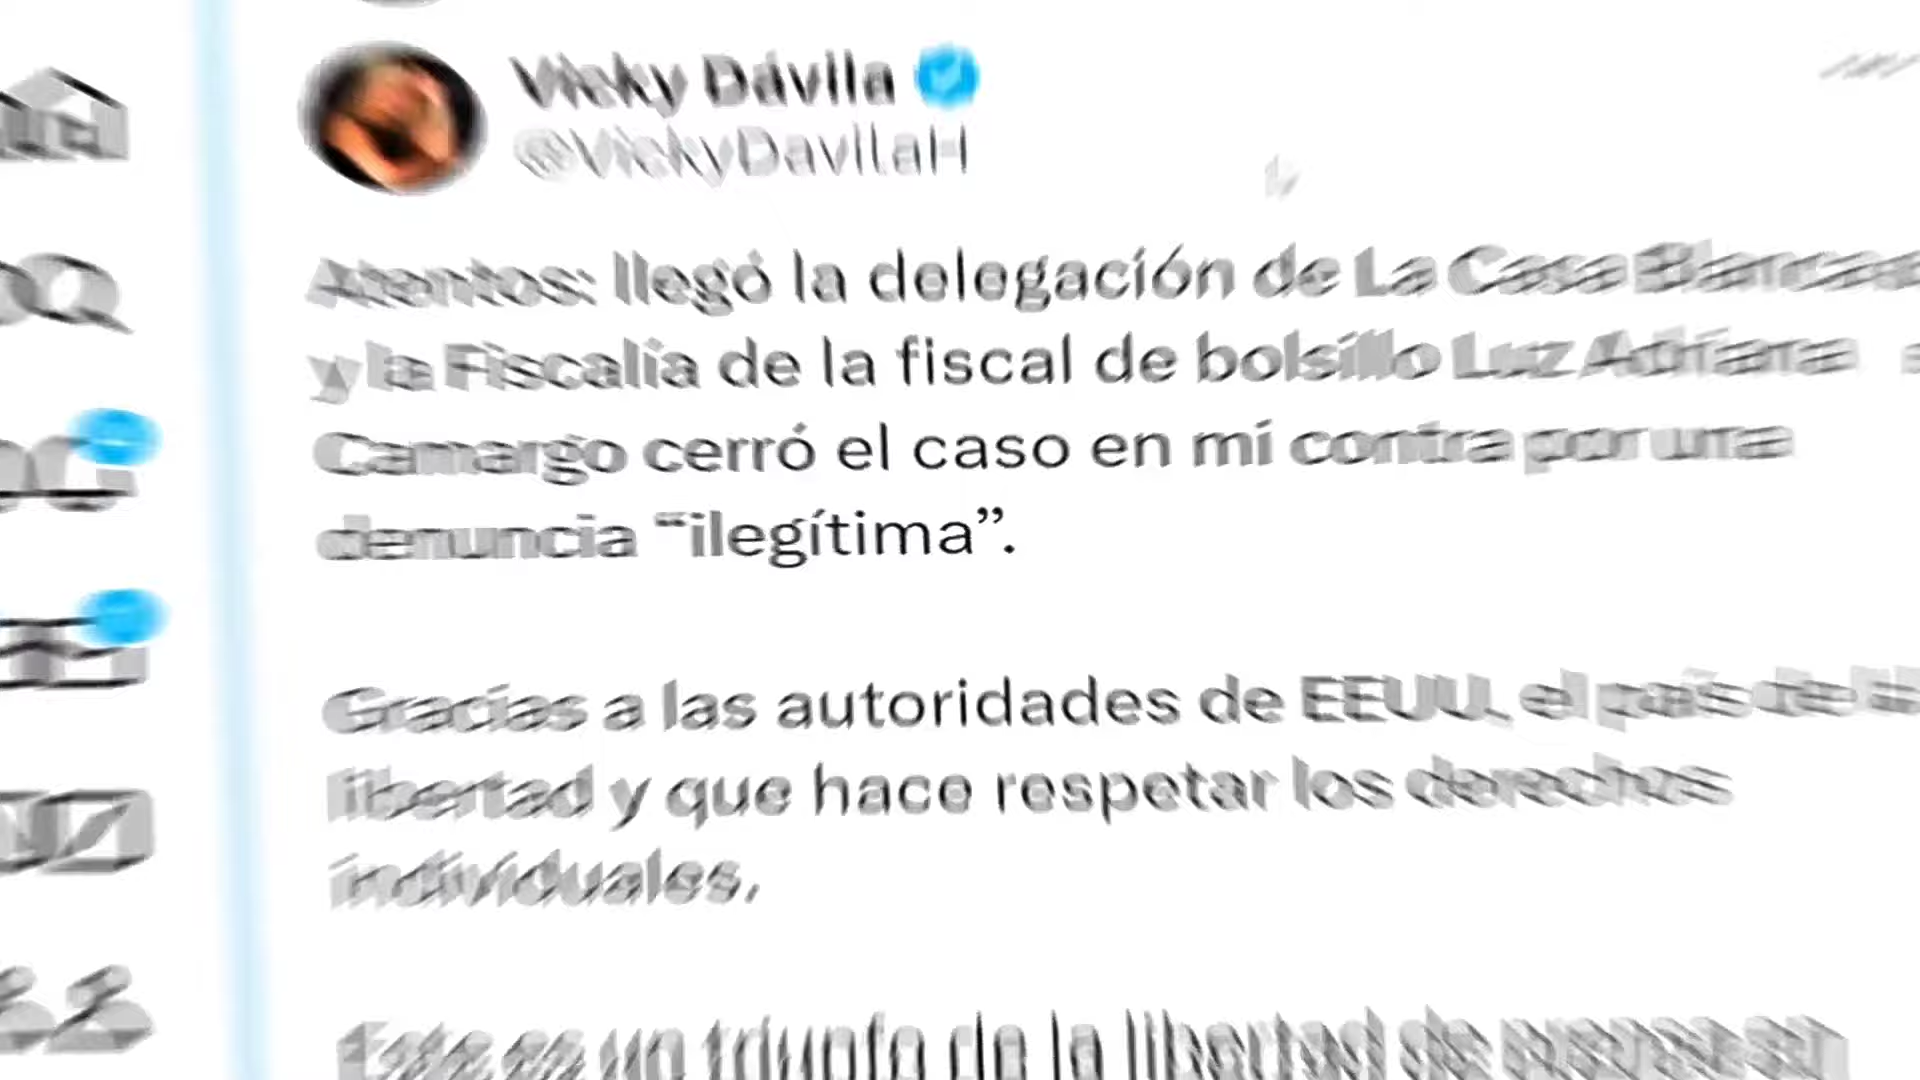 Vicky Dávila
@VickyDavilaH
Atentos: llegó la delegación de La Casa Blanca
y la Fiscalía de la fiscal de bolsillo Luz Adriana
Camargo cerró el caso en mi contra por una
denuncia “ilegítima”.
Gracias a las autoridades de EEUU, el país de la
libertad y que hace respetar los derechos
individuales.
Este es un triunfo de la libertad de prensa